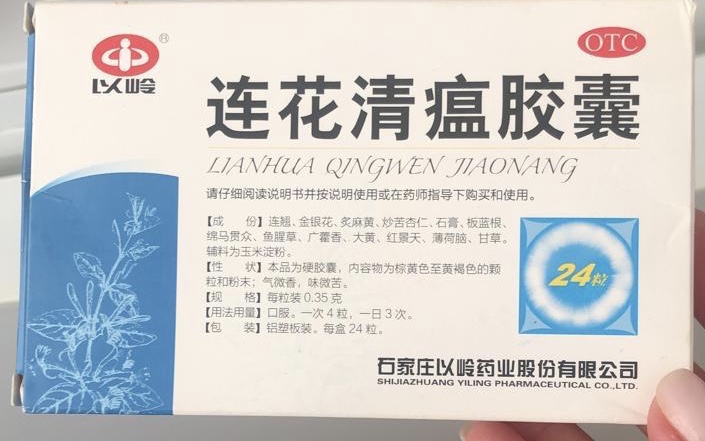 以岭
®
OTC
连花清瘟胶囊
LIANHUA QINGWEN JIAONANG
请仔细阅读说明书并按说明使用或在药师指导下购买和使用。
【成　份】连翘、金银花、炙麻黄、炒苦杏仁、石膏、板蓝根、
绵马贯众、鱼腥草、广藿香、大黄、红景天、薄荷脑、甘草。
辅料为玉米淀粉。
【性　状】本品为硬胶囊，内容物为棕黄色至黄褐色的颗
粒和粉末；气微香，味微苦。
【规　格】每粒装0.35克
【用法用量】口服。一次4粒，一日3次。
【包　装】铝塑板装。每盒24粒。
24粒
石家庄以岭药业股份有限公司
SHIJIAZHUANG YILING PHARMACEUTICAL CO.,LTD.